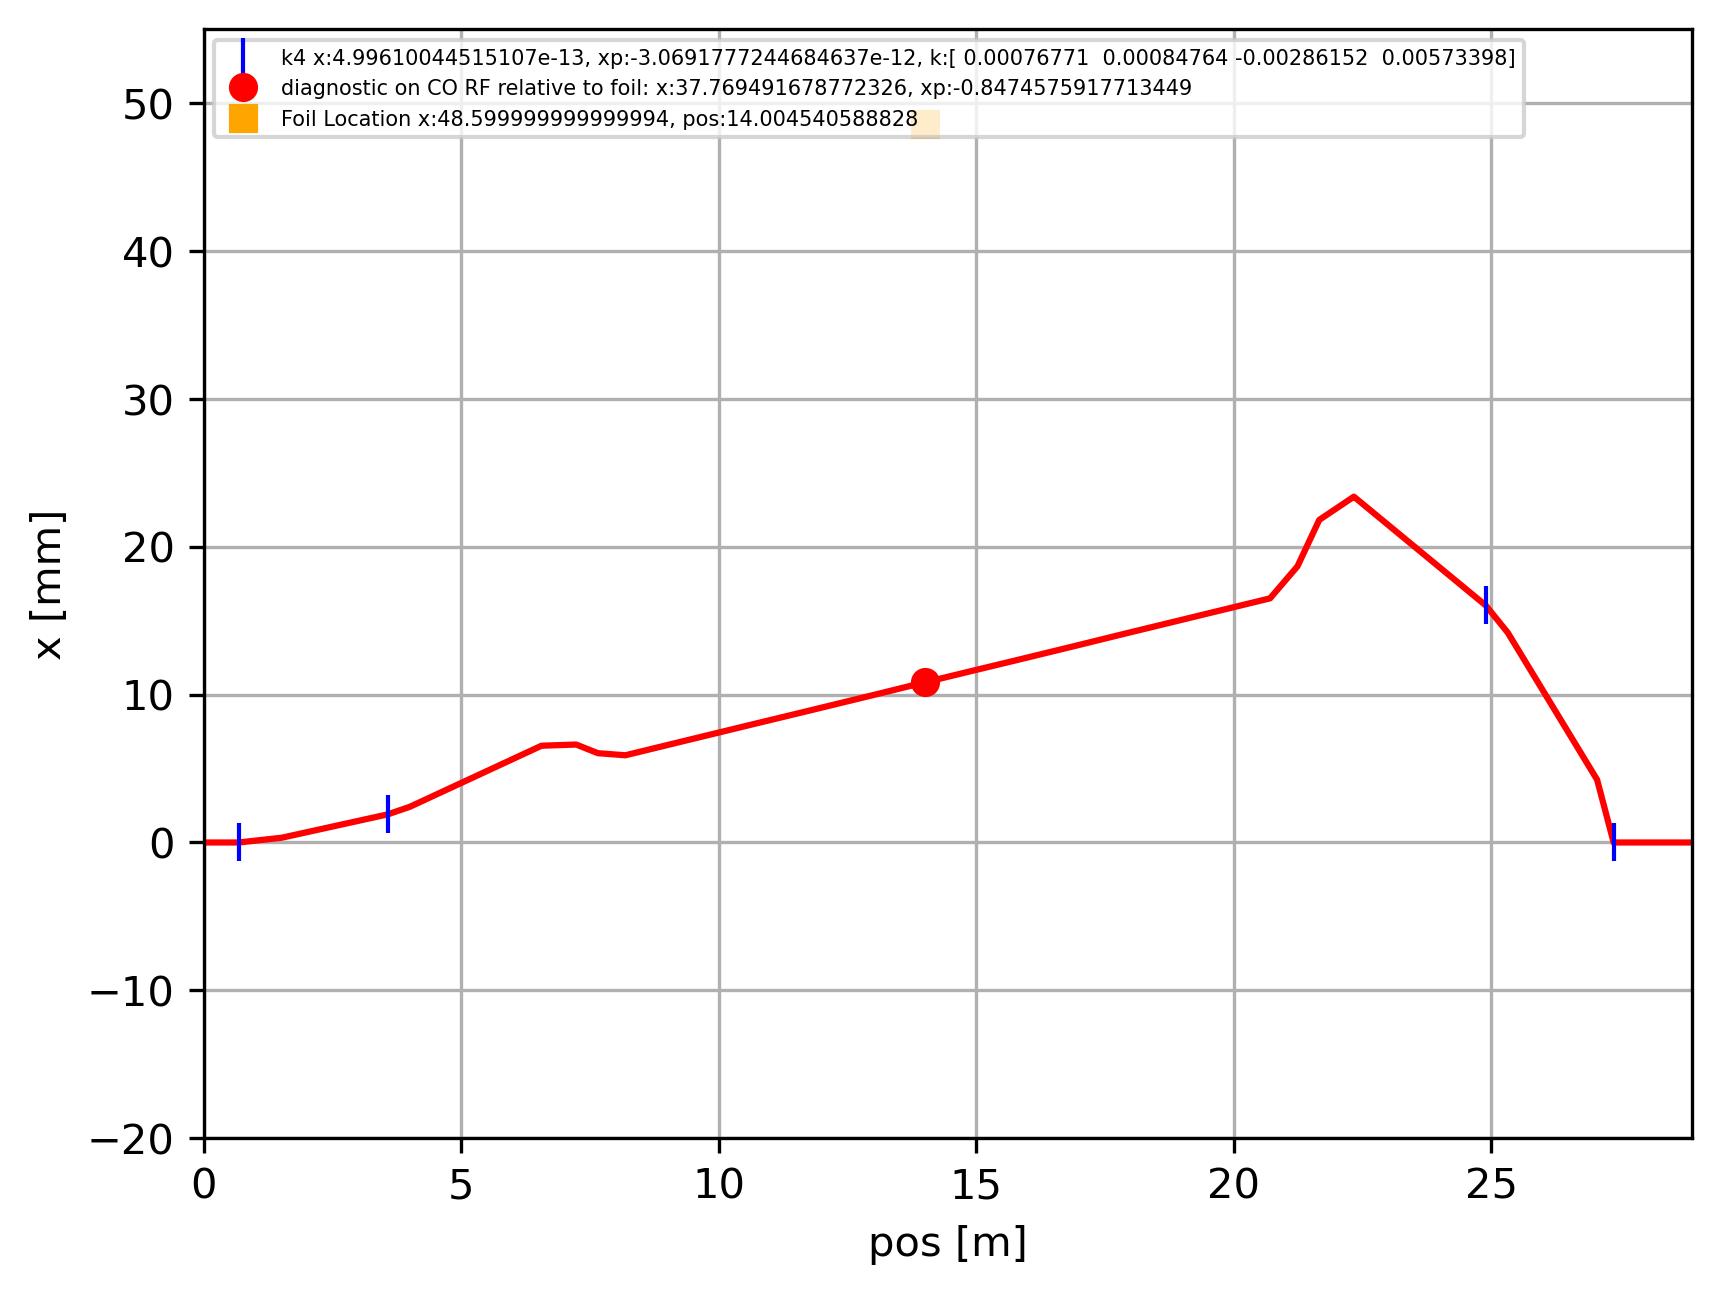 k4 x:4.99610044515107e-13, xp:-3.0691777244684637e-12, k:[ 0.00076771  0.00084764 -0.00286152  0.00573398]
diagnostic on CO RF relative to foil: x:37.769491678772326, xp:-0.8474575917713449
Foil Location x:48.599999999999994, pos:14.004540588828
50
40
30
20
10
0
−10
−20
x [mm]
0 5 10 15 20 25
pos [m]